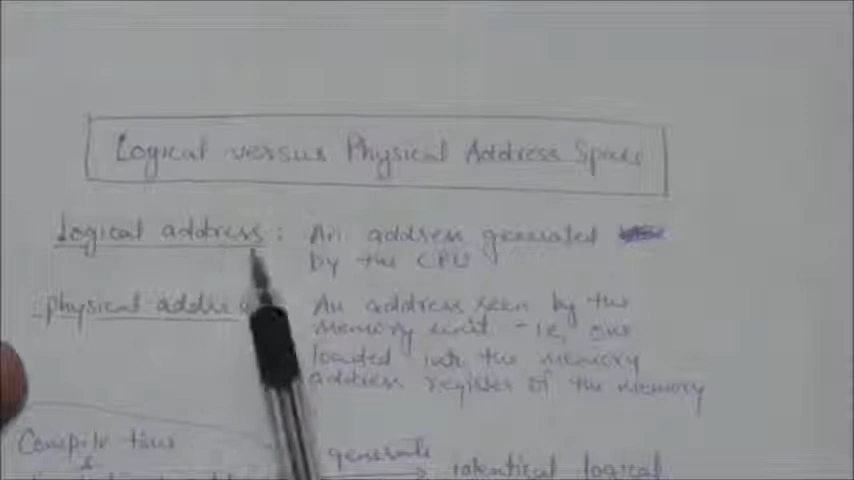 Logical versus Physical Address Space
Logical address : An address generated
by the CPU
Physical addre An address seen by the
memory unit - ie, one
loaded into the memory
address register of the memory
Compile time
&
generate
identical logical